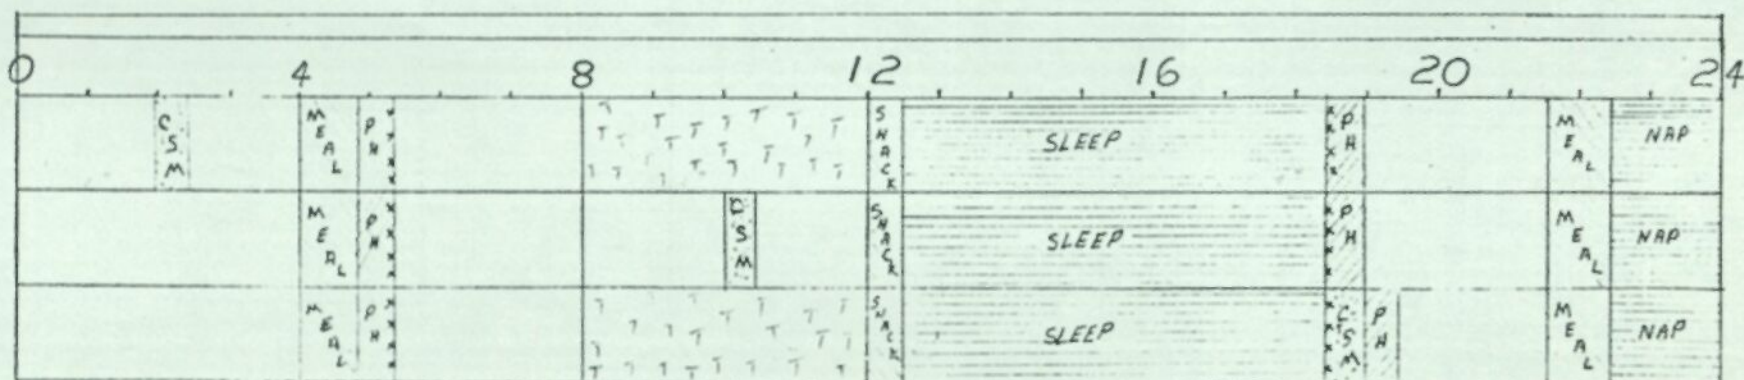 0 4 8 12 16 20 24
CSM MEAL PH T T T T T T T T T T T T T T T T T T SNACK SLEEP PH MEAL NAP
MEAL PH DSM SNACK SLEEP PH MEAL NAP
MEAL PH T T T T T T T T T T T T T T T T T T SNACK SLEEP CSM PH MEAL NAP